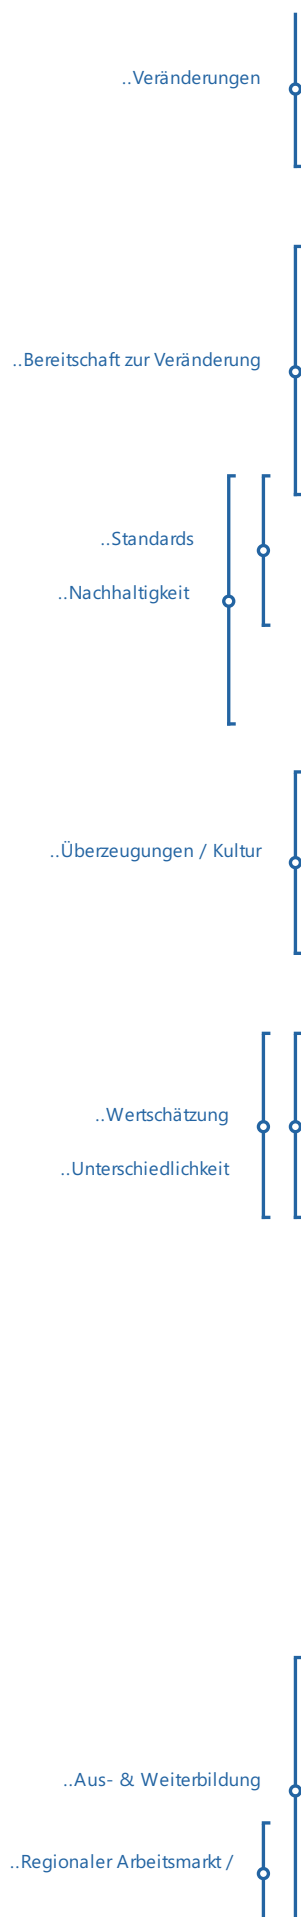 ..Veränderungen
..Bereitschaft zur Veränderung
..Standards
..Nachhaltigkeit
..Überzeugungen / Kultur
..Wertschätzung
..Unterschiedlichkeit
..Aus- & Weiterbildung
..Regionaler Arbeitsmarkt /